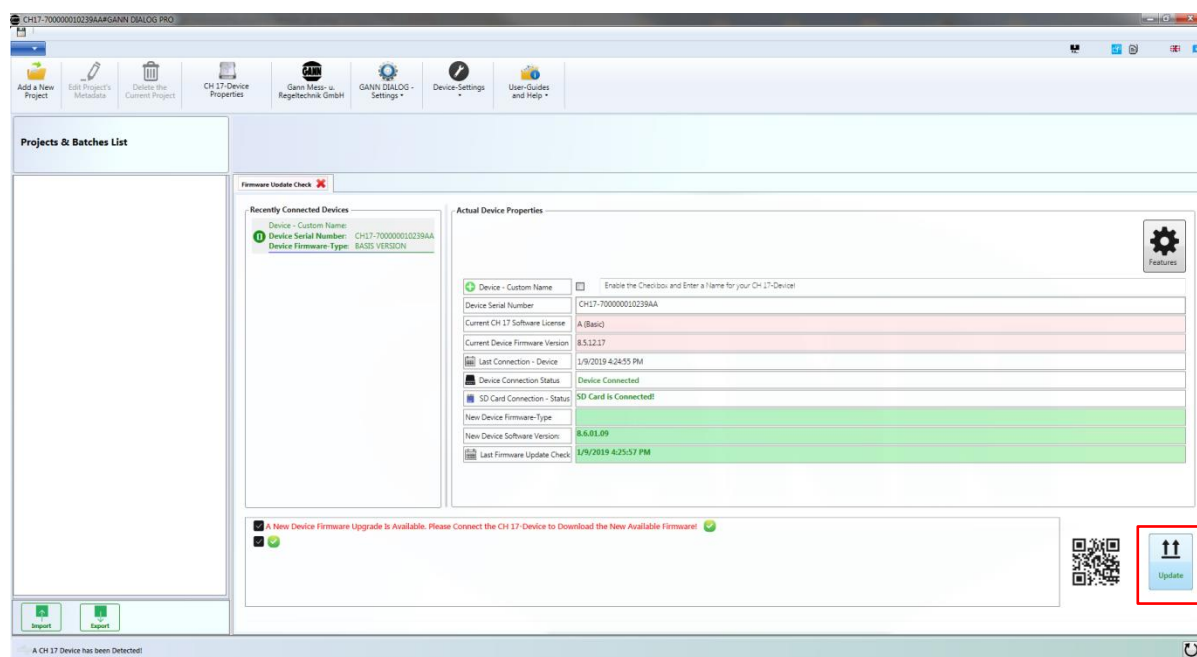 CH17-700000010239AA#GANN DIALOG PRO
Add a New
Project
Edit Project's
Metadata
Delete the
Current Project
CH 17-Device
Properties
GANN
Gann Mess- u.
Regeltechnik GmbH
GANN DIALOG -
Settings
Device-Settings
User-Guides
and Help
Projects & Batches List
Firmware Update Check
Recently Connected Devices
Device - Custom Name:
Device Serial Number: CH17-700000010239AA
Device Firmware-Type: BASIS VERSION
Actual Device Properties
Features
Device - Custom Name Enable the Checkbox and Enter a Name for your CH 17-Device!
Device Serial Number CH17-700000010239AA
Current CH 17 Software License A (Basic)
Current Device Firmware Version 8.5.12.17
Last Connection - Device 1/9/2019 4:24:55 PM
Device Connection Status Device Connected
SD Card Connection - Status SD Card is Connected!
New Device Firmware-Type
New Device Software Version: 8.6.01.09
Last Firmware Update Check: 1/9/2019 4:25:57 PM
A New Device Firmware Upgrade Is Available. Please Connect the CH 17-Device to Download the New Available Firmware!
Update
Import
Export
A CH 17 Device has been Detected!